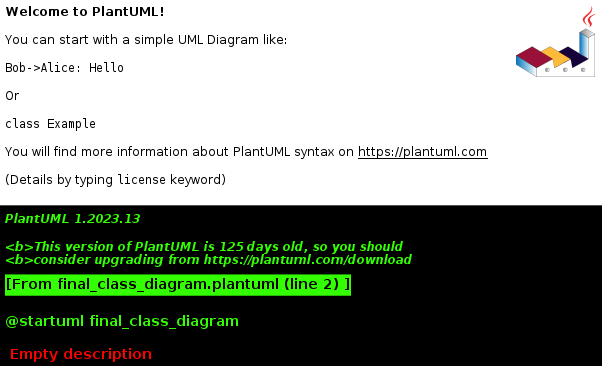 Welcome to PlantUML!
You can start with a simple UML Diagram like:
Bob->Alice: Hello
Or
class Example
You will find more information about PlantUML syntax on https://plantuml.com
(Details by typing license keyword)
PlantUML 1.2023.13
<b>This version of PlantUML is 125 days old, so you should
<b>consider upgrading from https://plantuml.com/download
[From final_class_diagram.plantuml (line 2) ]
@startuml final_class_diagram
Empty description